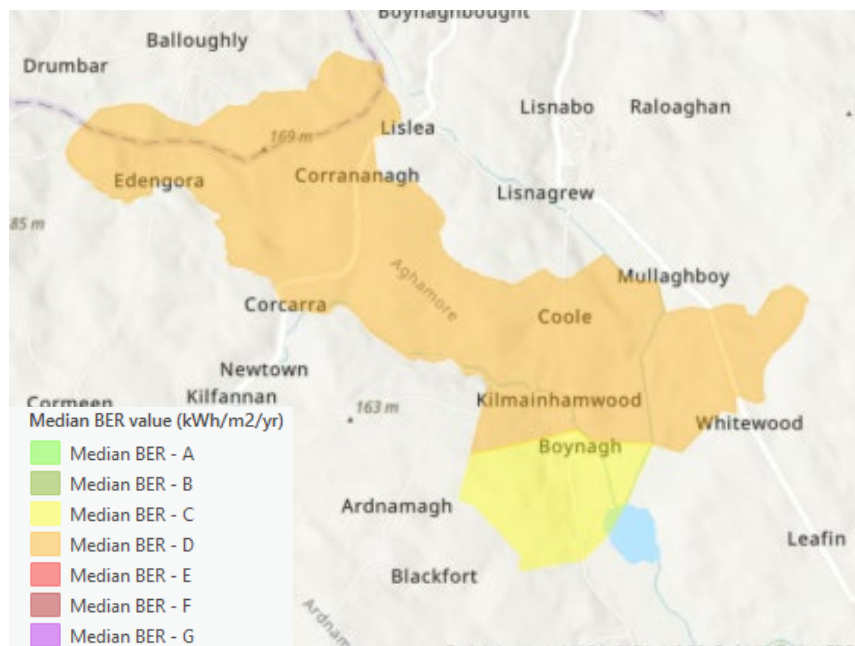 Boynaghbought
Balloughly
Drumbar
Lisnabo
Raloaghan
Lislea
169 m
Edengora
Corrananagh
Lisnagrew
85 m
Aghamore
Mullaghboy
Corcarra
Coole
Newtown
Kilfannan
Cormeen
163 m
Kilmainhamwood
Whitewood
Boynagh
Ardnamagh
Leafin
Blackfort
Ardnam
Median BER value (kWh/m2/yr)
Median BER - A
Median BER - B
Median BER - C
Median BER - D
Median BER - E
Median BER - F
Median BER - G